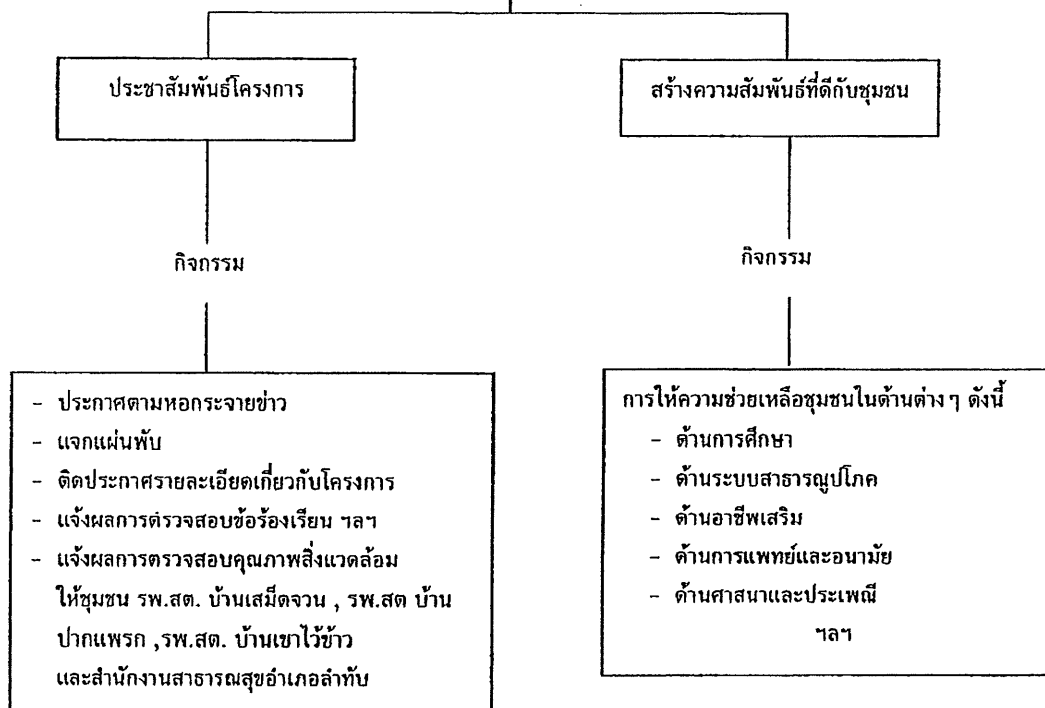 ประชาสัมพันธ์โครงการ
กิจกรรม
- ประกาศตามหอกระจายข่าว
- แจกแผ่นพับ
- ติดประกาศรายละเอียดเกี่ยวกับโครงการ
- แจ้งผลการตรวจสอบข้อร้องเรียน ฯลฯ
- แจ้งผลการตรวจสอบคุณภาพสิ่งแวดล้อม
ให้ชุมชน รพ.สต. บ้านเสม็ดจวน , รพ.สต บ้าน
ปากแพรก ,รพ.สต. บ้านเขาไว้ข้าว
และสำนักงานสาธารณสุขอำเภอลำทับ
สร้างความสัมพันธ์ที่ดีกับชุมชน
กิจกรรม
การให้ความช่วยเหลือชุมชนในด้านต่าง ๆ ดังนี้
- ด้านการศึกษา
- ด้านระบบสาธารณูปโภค
- ด้านอาชีพเสริม
- ด้านการแพทย์และอนามัย
- ด้านศาสนาและประเพณี
ฯลฯ